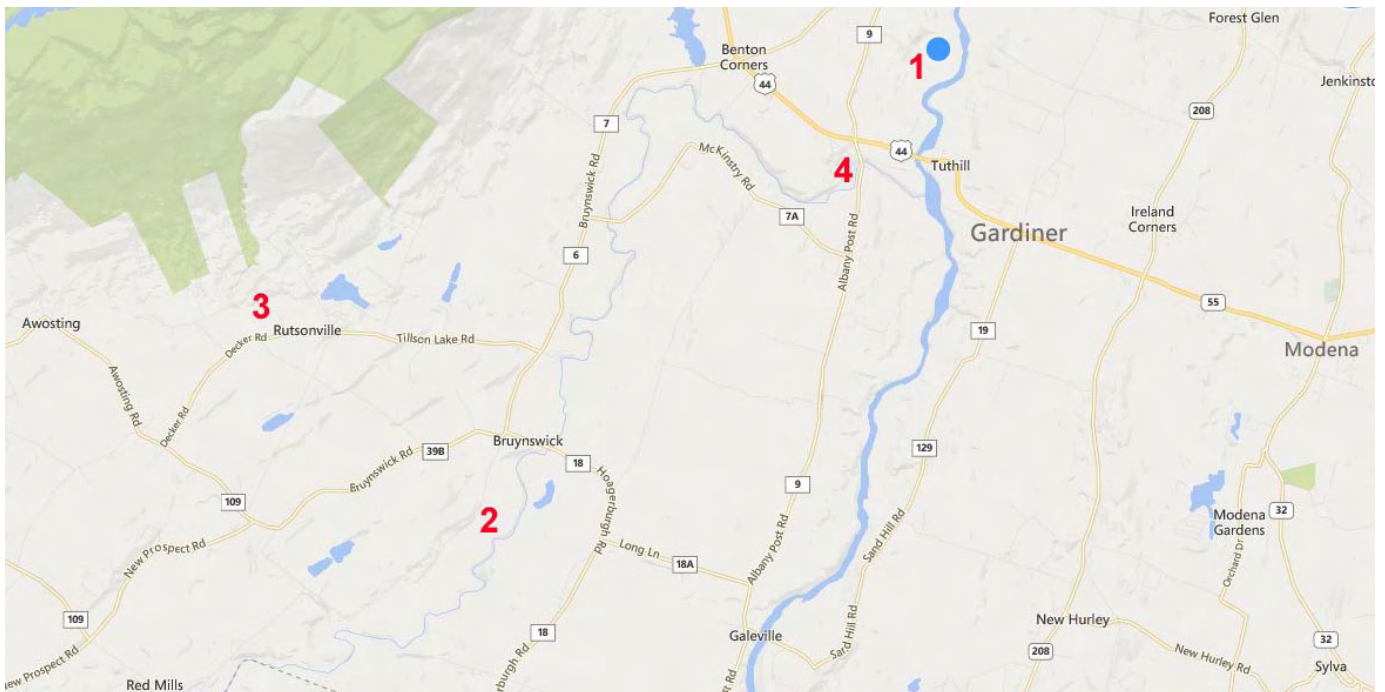 Forest Glen
9
Benton
Corners
1
44
Jenkinsto
208
7
44
McKinstry Rd
4
Tuthill
Bruynswick Rd
7A
Ireland
Corners
Gardiner
6
Albany Post Rd
3
55
Awosting
Rutsonville
Decker Rd
Tillson Lake Rd
19
Modena
Awosting Rd
Decker Rd
Bruynswick
39B
Bruynswick Rd
18
129
Hoagerburgh Rd
9
109
2
32
Modena
Gardens
New Prospect Rd
Long Ln
18A
Albany Post Rd
Sand Hill Rd
Orchard Dr
109
18
Galeville
Sand Hill Rd
New Hurley
208
New Hurley Rd
32
Sylva
New Prospect Rd
Red Mills
rburgh Rd
st Rd